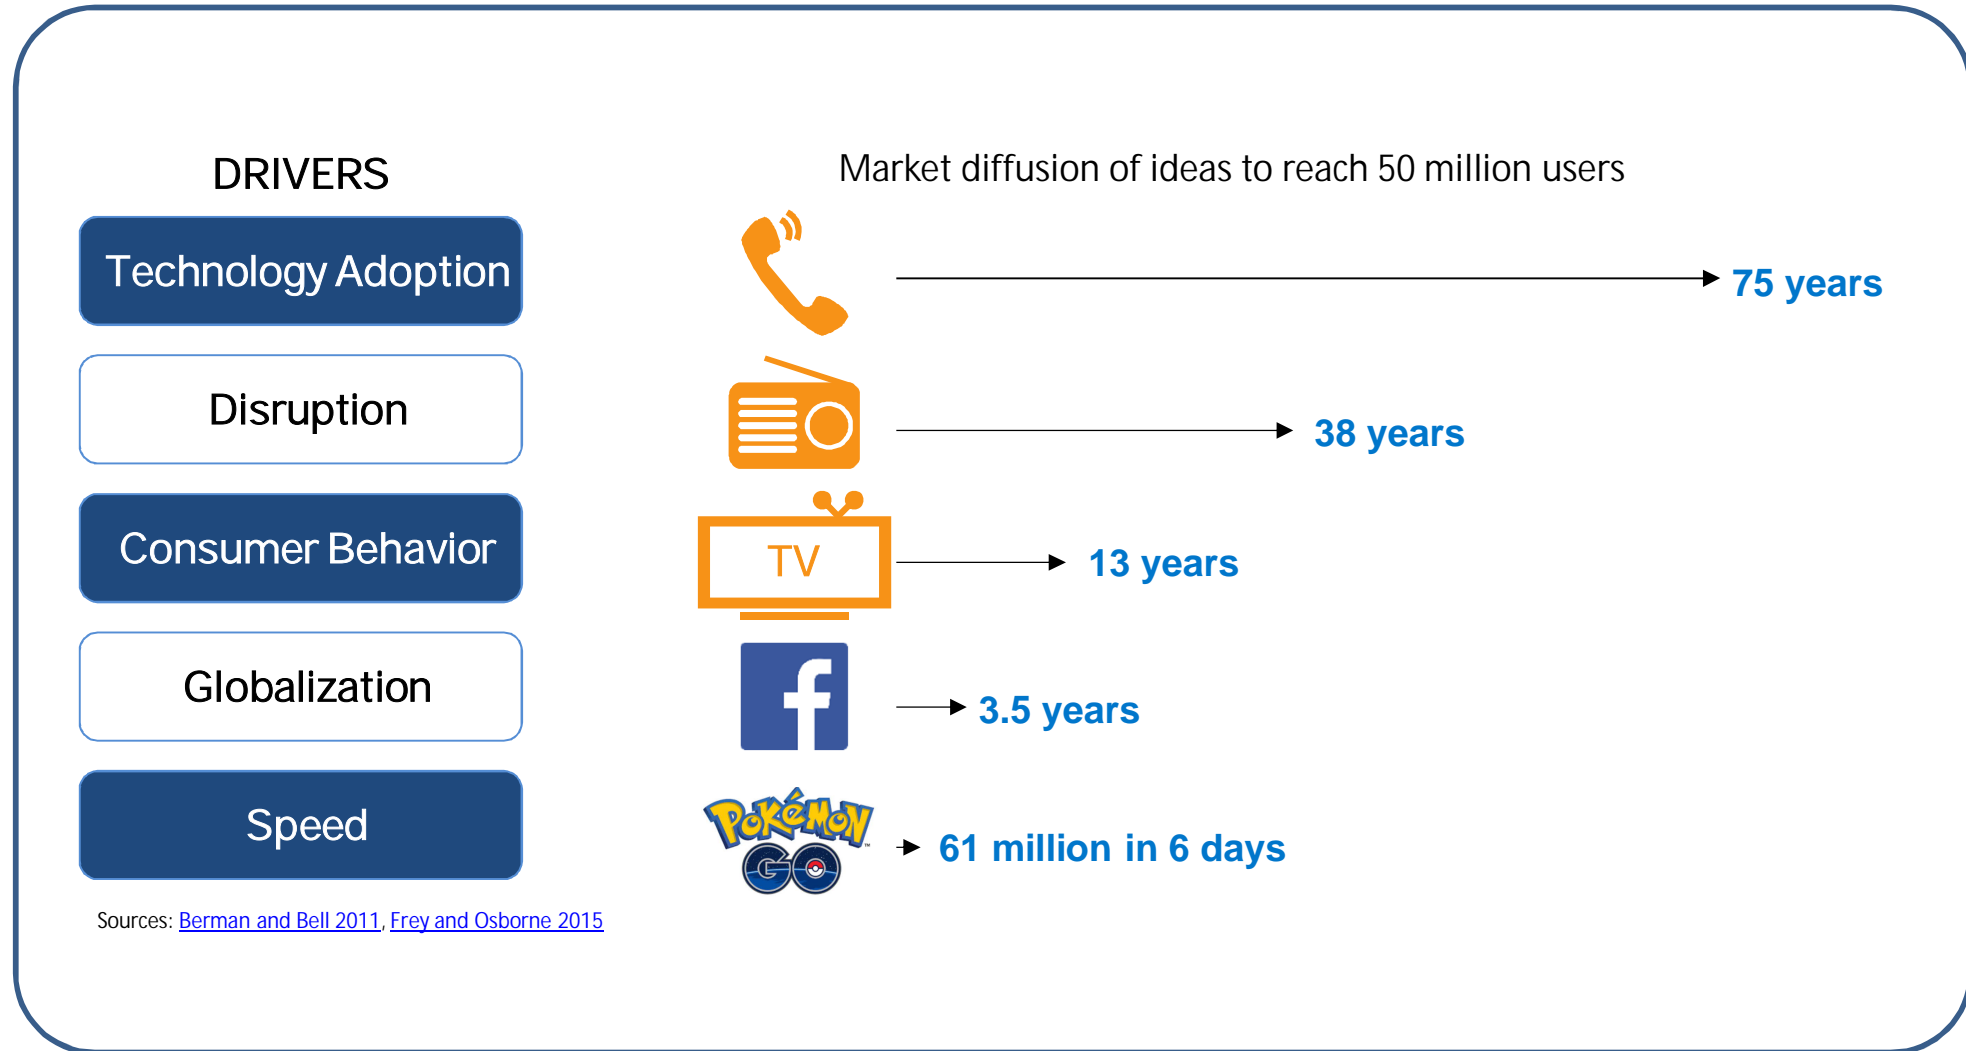 DRIVERS
Technology Adoption
Disruption
Consumer Behavior
Globalization
Speed
Sources: Berman and Bell 2011, Frey and Osborne 2015
Market diffusion of ideas to reach 50 million users
75 years
38 years
TV
13 years
f
3.5 years
POKÉMON
™
GO
61 million in 6 days